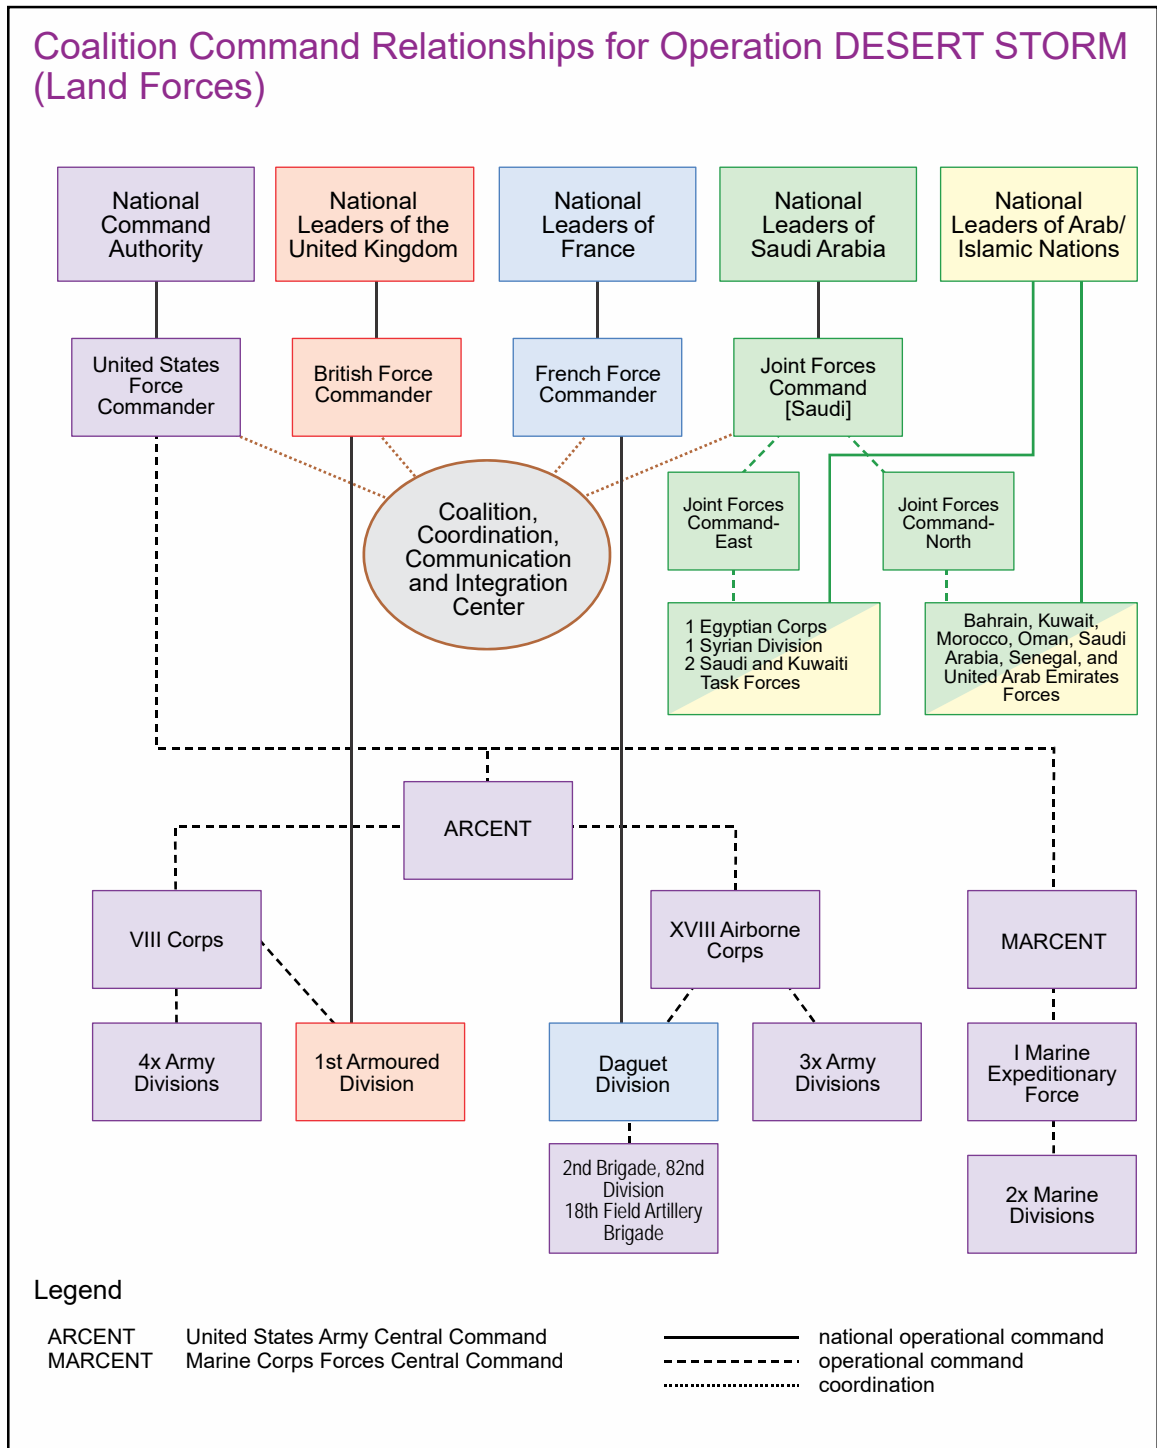 Coalition Command Relationships for Operation DESERT STORM
(Land Forces)
National
Command
Authority
National
Leaders of the
United Kingdom
National
Leaders of
France
National
Leaders of
Saudi Arabia
National
Leaders of Arab/
Islamic Nations
United States
Force
Commander
British Force
Commander
French Force
Commander
Joint Forces
Command
[Saudi]
Coalition,
Coordination,
Communication
and Integration
Center
Joint Forces
Command-
East
Joint Forces
Command-
North
1 Egyptian Corps
1 Syrian Division
2 Saudi and Kuwaiti
Task Forces
Bahrain, Kuwait,
Morocco, Oman, Saudi
Arabia, Senegal, and
United Arab Emirates
Forces
ARCENT
VIII Corps
XVIII Airborne
Corps
MARCENT
4x Army
Divisions
1st Armoured
Division
Daguet
Division
3x Army
Divisions
I Marine
Expeditionary
Force
2nd Brigade, 82nd
Division
18th Field Artillery
Brigade
2x Marine
Divisions
Legend
ARCENT United States Army Central Command
MARCENT Marine Corps Forces Central Command
national operational command
operational command
coordination